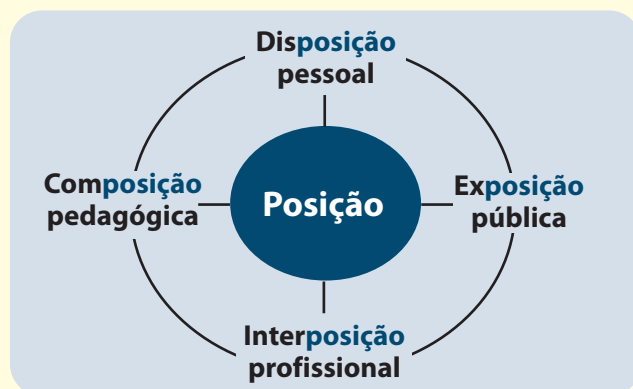 Disposição
pessoal
Composição
pedagógica
Posição
Exposição
pública
Interposição
profissional